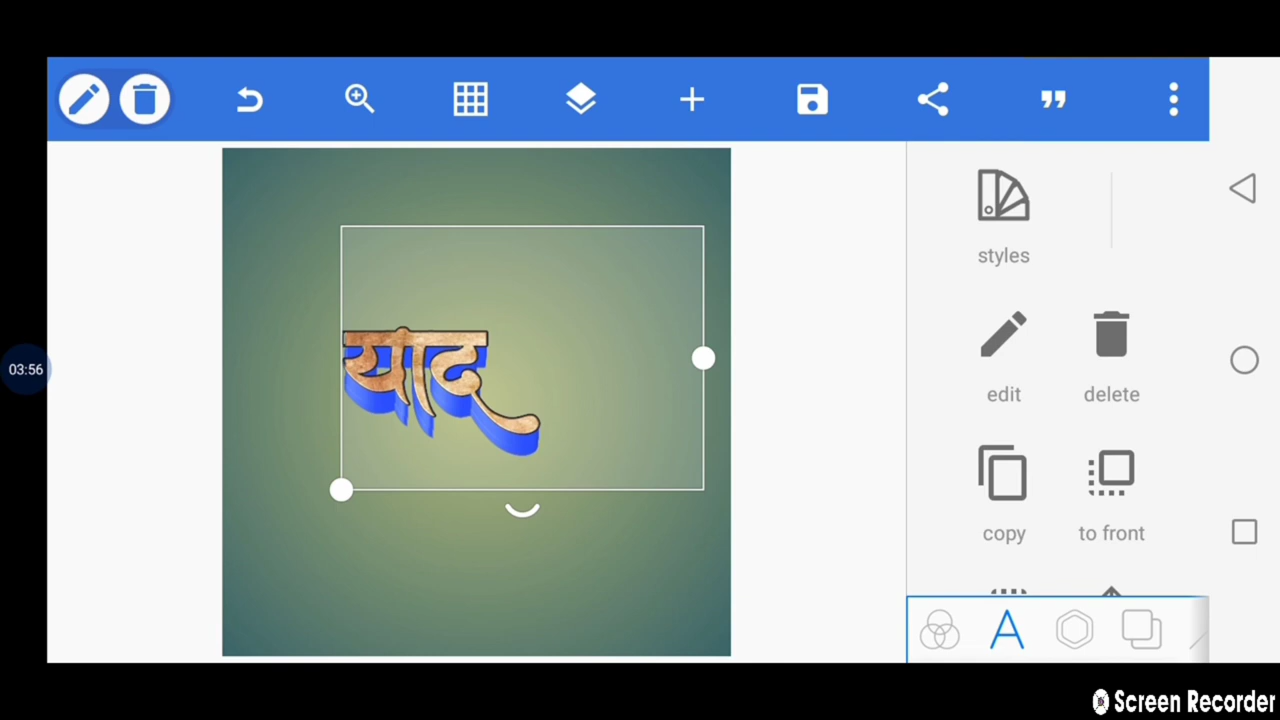 styles
03:56
याद
edit
delete
copy
to front
Screen Recorder